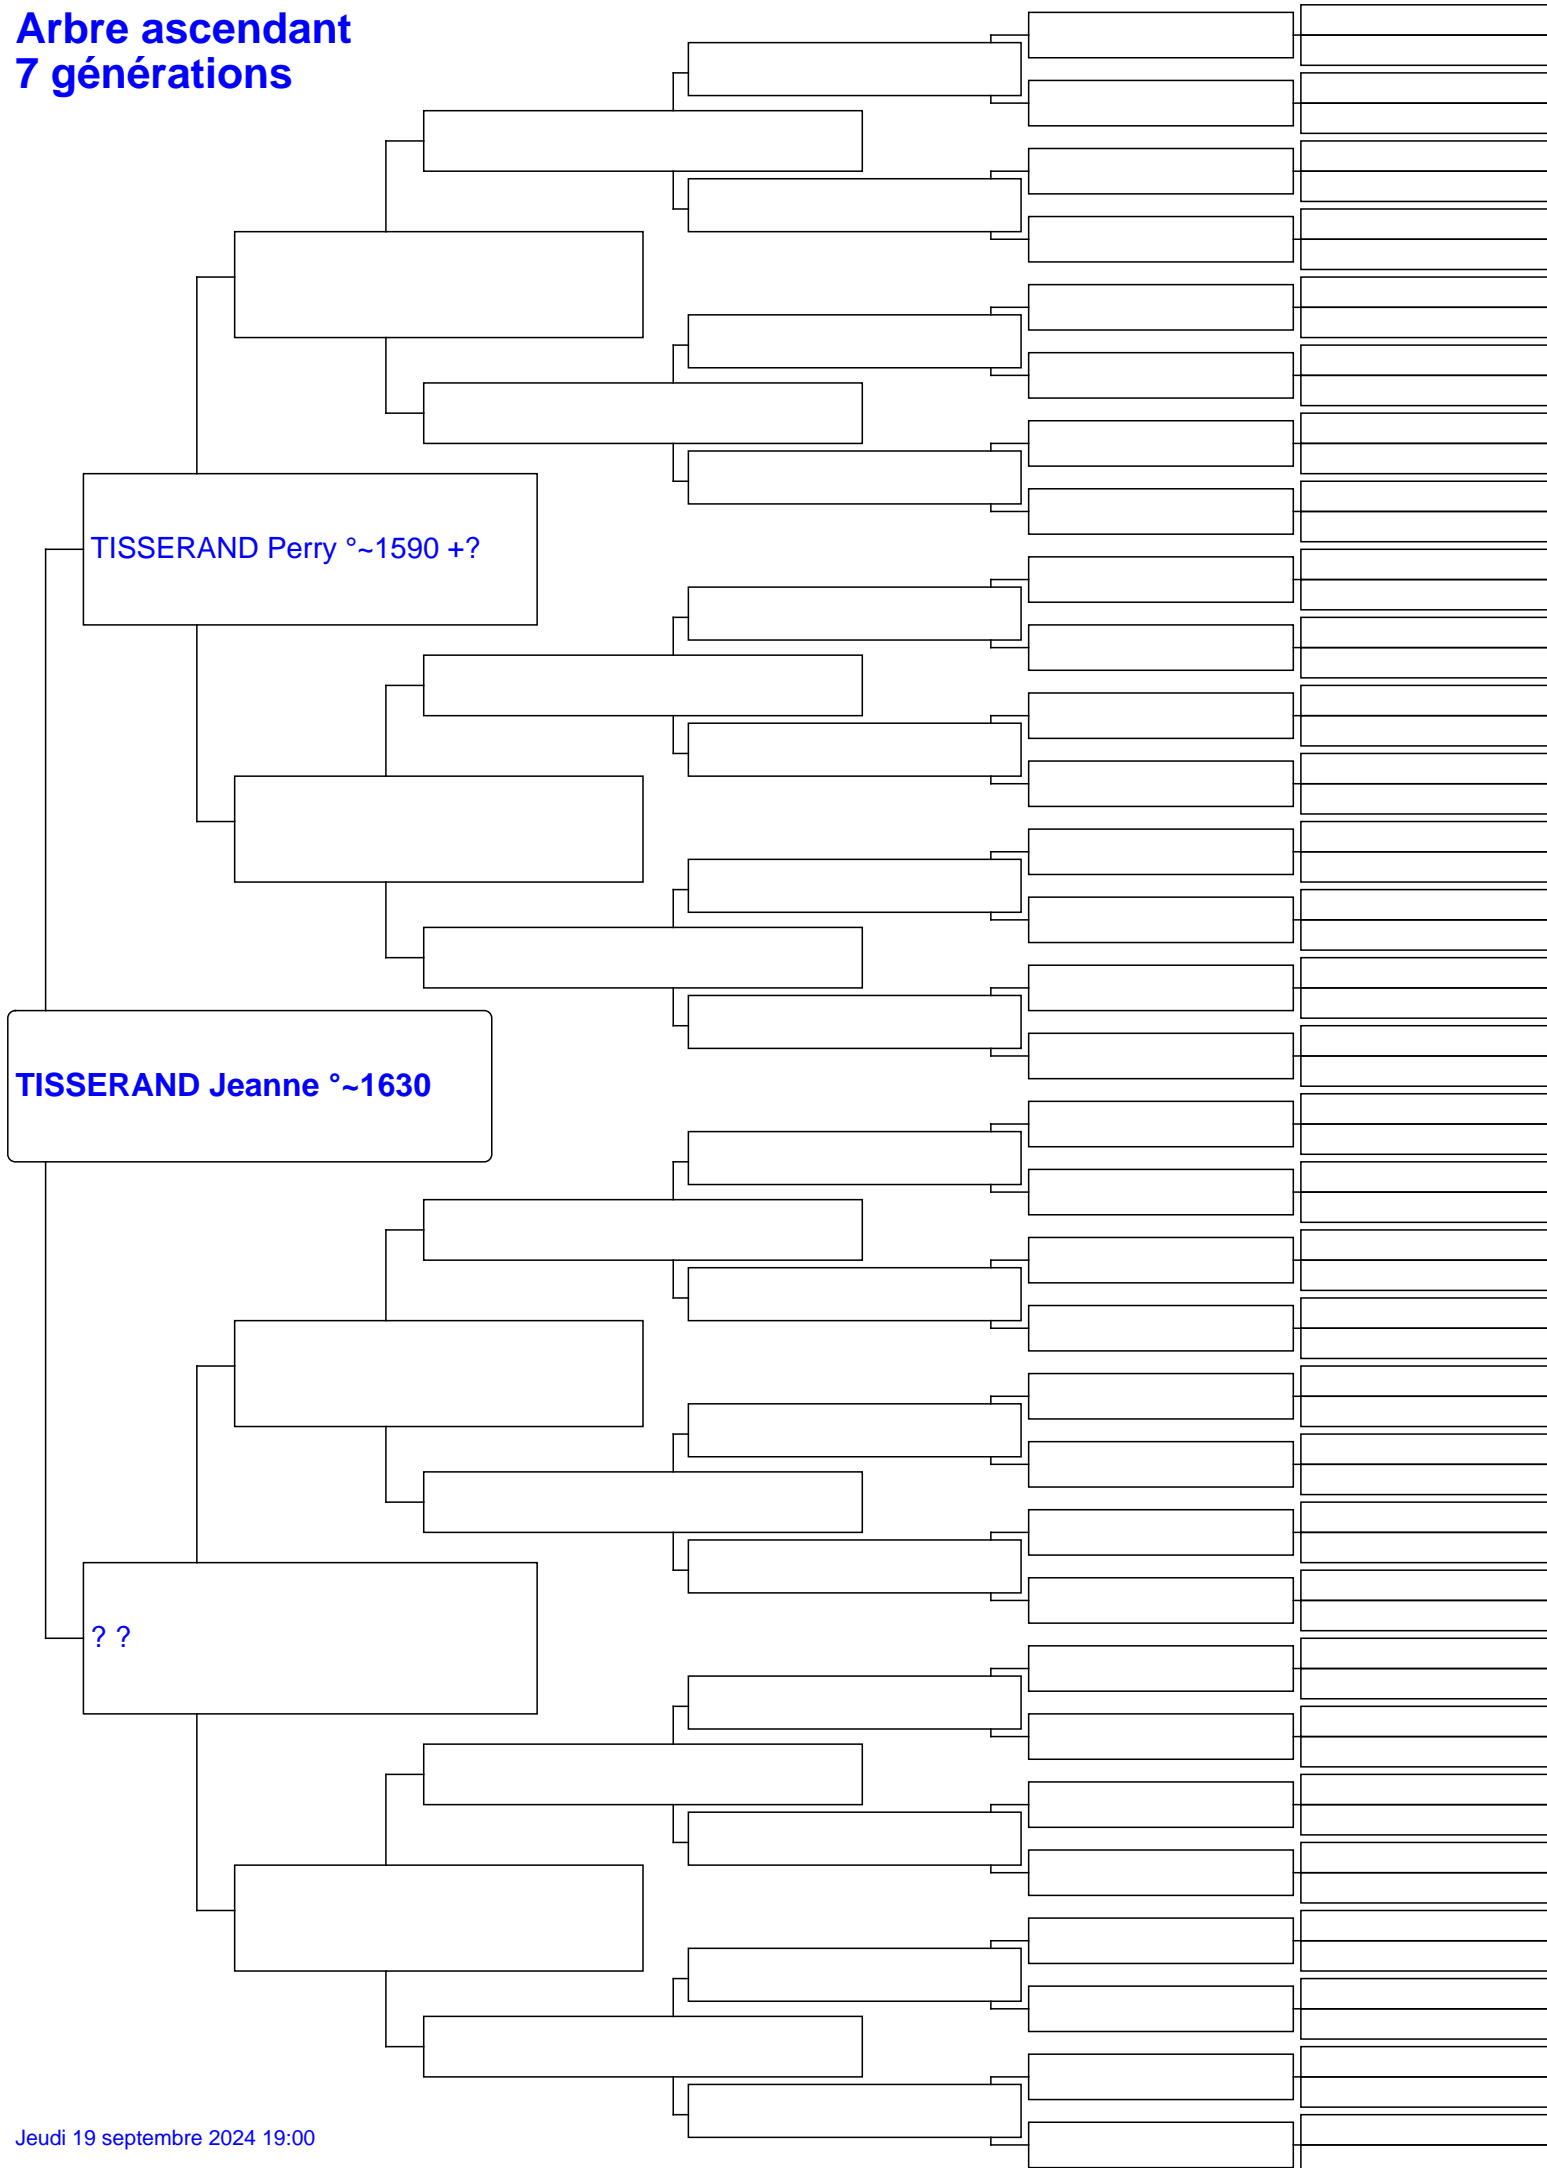 Arbre ascendant
7 générations
TISSERAND Perry °~1590 +?
TISSERAND Jeanne °~1630
? ?
Jeudi 19 septembre 2024 19:00